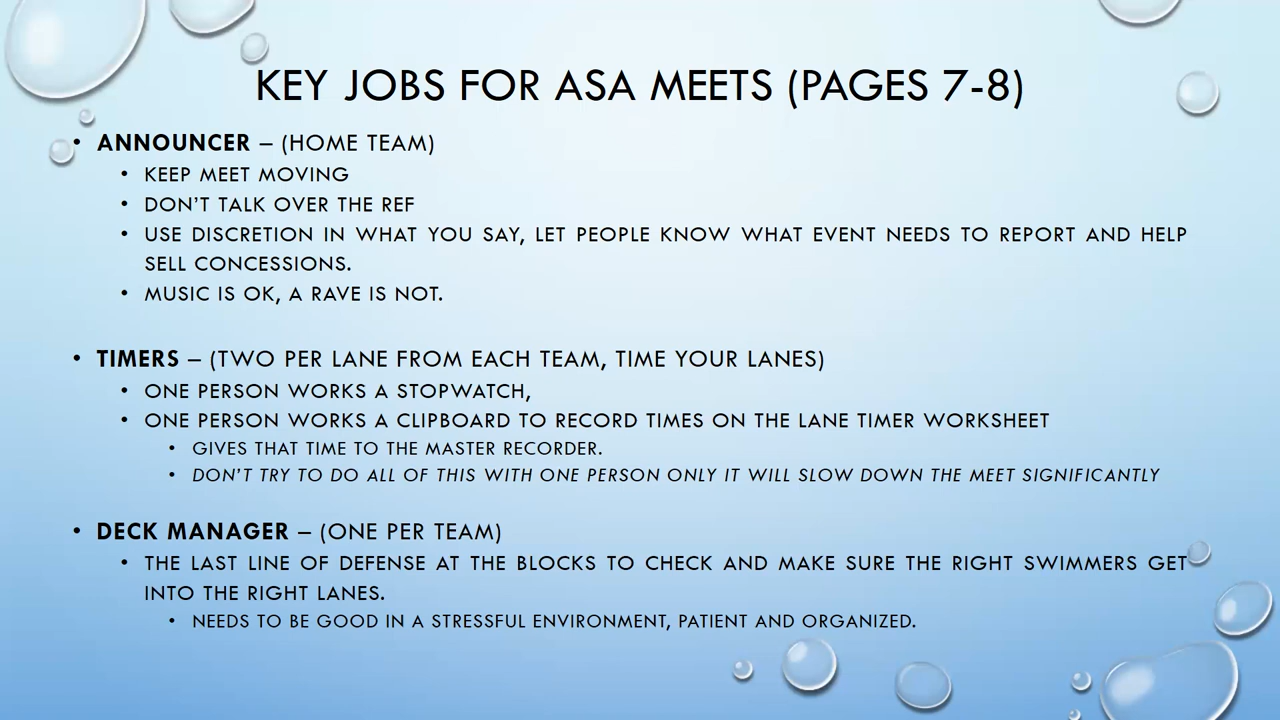 KEY JOBS FOR ASA MEETS (PAGES 7-8)
• ANNOUNCER – (HOME TEAM)
• KEEP MEET MOVING
• DON'T TALK OVER THE REF
• USE DISCRETION IN WHAT YOU SAY, LET PEOPLE KNOW WHAT EVENT NEEDS TO REPORT AND HELP
SELL CONCESSIONS.
• MUSIC IS OK, A RAVE IS NOT.
• TIMERS – (TWO PER LANE FROM EACH TEAM, TIME YOUR LANES)
• ONE PERSON WORKS A STOPWATCH,
• ONE PERSON WORKS A CLIPBOARD TO RECORD TIMES ON THE LANE TIMER WORKSHEET
• GIVES THAT TIME TO THE MASTER RECORDER.
• DON'T TRY TO DO ALL OF THIS WITH ONE PERSON ONLY IT WILL SLOW DOWN THE MEET SIGNIFICANTLY
• DECK MANAGER – (ONE PER TEAM)
• THE LAST LINE OF DEFENSE AT THE BLOCKS TO CHECK AND MAKE SURE THE RIGHT SWIMMERS GET
INTO THE RIGHT LANES.
• NEEDS TO BE GOOD IN A STRESSFUL ENVIRONMENT, PATIENT AND ORGANIZED.